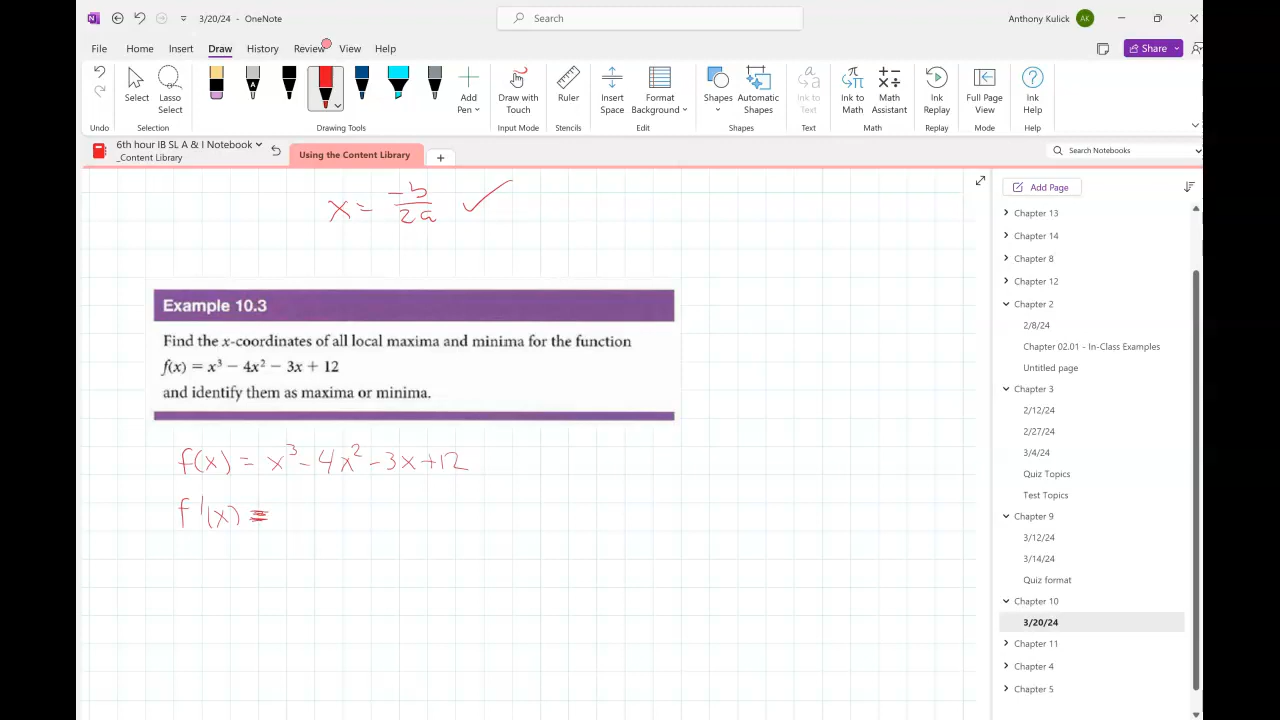 3/20/24 - OneNote
Search
Anthony Kulick
AK
File Home Insert Draw History Review View Help
Share
Select
Lasso Select
A
Add Pen
Draw with Touch
Ruler
Insert Space
Format Background
Shapes
Automatic Shapes
Ink to Text
Ink to Math
Math Assistant
Ink Replay
Full Page View
Ink Help
Undo
Selection
Drawing Tools
Input Mode
Stencils
Edit
Shapes
Text
Math
Replay
Mode
Help
6th hour IB SL A & I Notebook
_Content Library
Using the Content Library
Search Notebooks
x = -b/2a ✓
Example 10.3
Find the x-coordinates of all local maxima and minima for the function
f(x) = x³ − 4x² − 3x + 12
and identify them as maxima or minima.
f(x) = x³ - 4x² - 3x + 12
f'(x) =
Add Page
Chapter 13
Chapter 14
Chapter 8
Chapter 12
Chapter 2
2/8/24
Chapter 02.01 - In-Class Examples
Untitled page
Chapter 3
2/12/24
2/27/24
3/4/24
Quiz Topics
Test Topics
Chapter 9
3/12/24
3/14/24
Quiz format
Chapter 10
3/20/24
Chapter 11
Chapter 4
Chapter 5